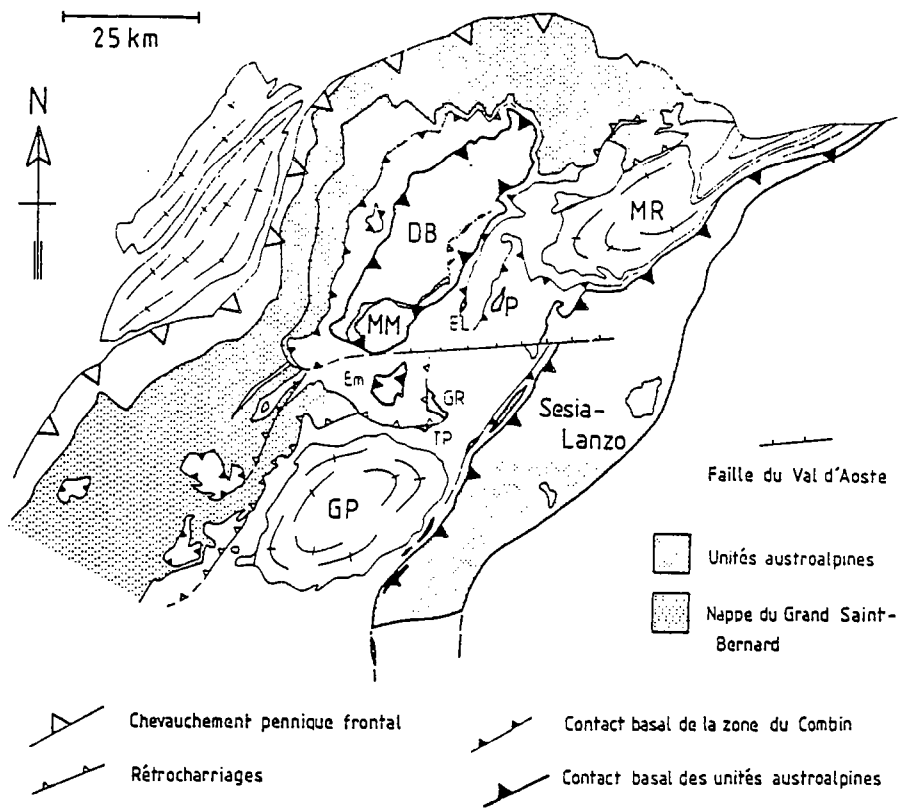 25 km
N
MR
DB
P
EL
MM
Em
GR
Sesia-
Lanzo
TP
GP
Faille du Val d'Aoste
Unités austroalpines
Nappe du Grand Saint-
Bernard
Chevauchement pennique frontal
Contact basal de la zone du Combin
Rétrocharriages
Contact basal des unités austroalpines